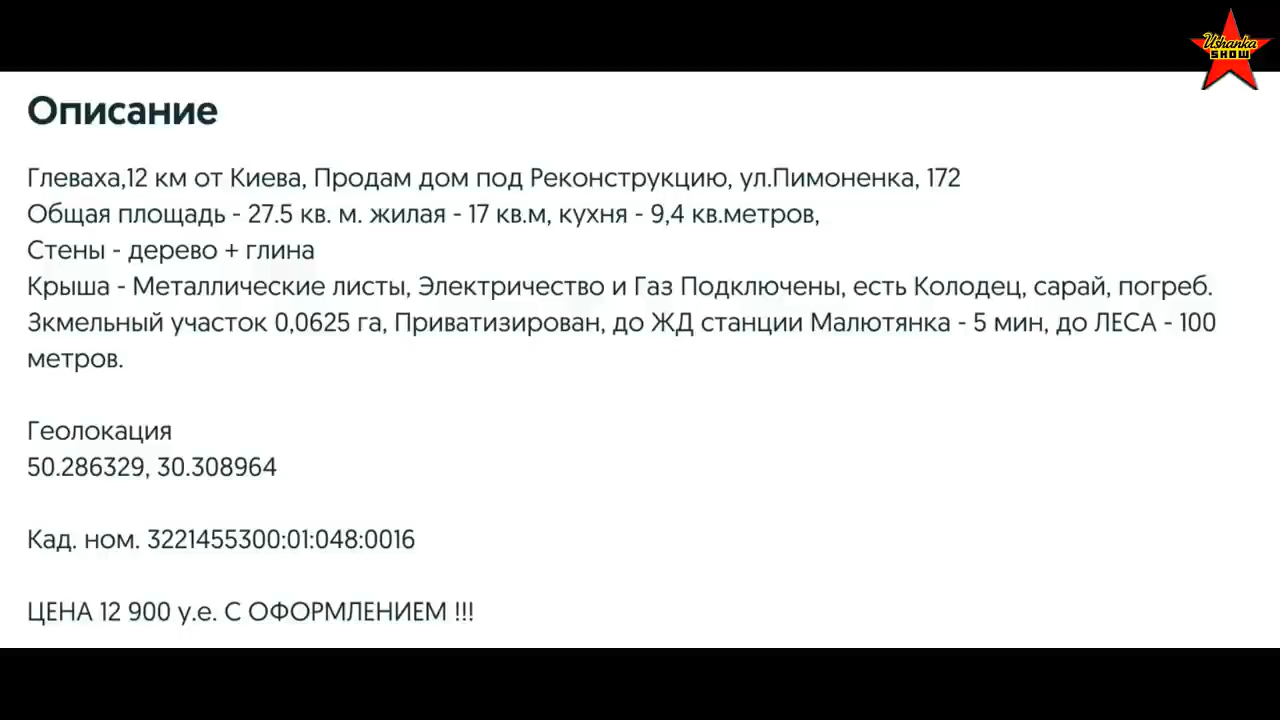 Ushanka
SHOW
Описание
Глеваха,12 км от Киева, Продам дом под Реконструкцию, ул.Пимоненка, 172
Общая площадь - 27.5 кв. м. жилая - 17 кв.м, кухня - 9,4 кв.метров,
Стены - дерево + глина
Крыша - Металлические листы, Электричество и Газ Подключены, есть Колодец, сарай, погреб.
Зкмельный участок 0,0625 га, Приватизирован, до ЖД станции Малютянка - 5 мин, до ЛЕСА - 100
метров.
Геолокация
50.286329, 30.308964
Кад. ном. 3221455300:01:048:0016
ЦЕНА 12 900 у.е. С ОФОРМЛЕНИЕМ !!!